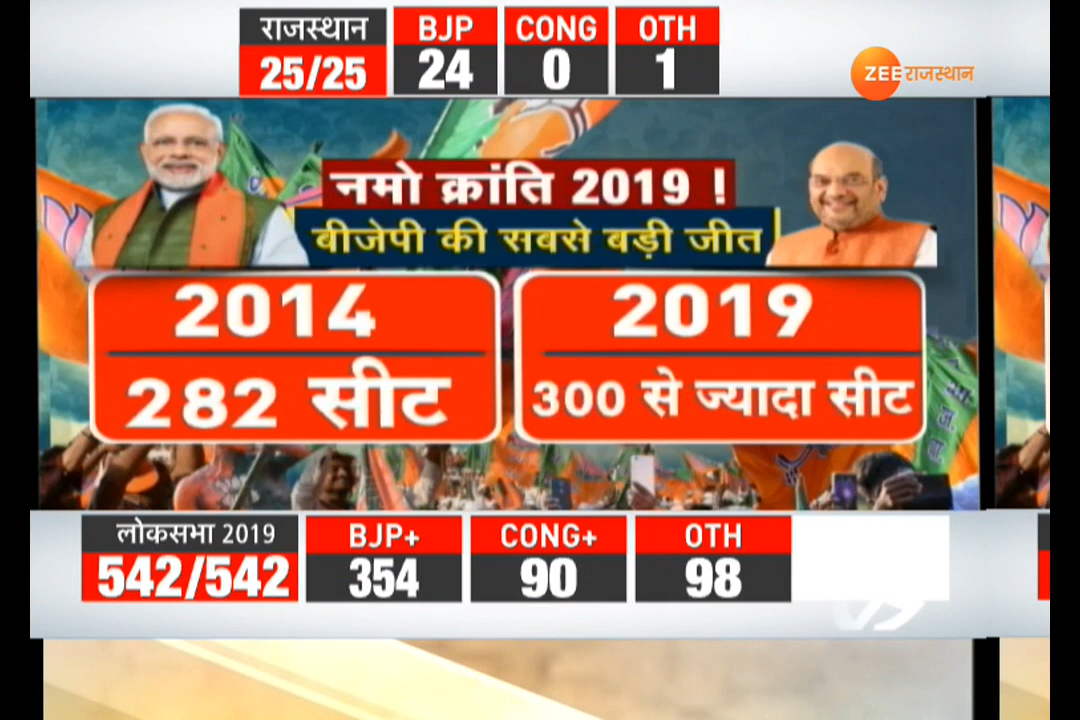 राजस्थान BJP CONG OTH
25/25 24 0 1
ZEE राजस्थान
नमो क्रांति 2019 !
बीजेपी की सबसे बड़ी जीत
2014 2019
282 सीट 300 से ज्यादा सीट
लोकसभा 2019 BJP+ CONG+ OTH
542/542 354 90 98